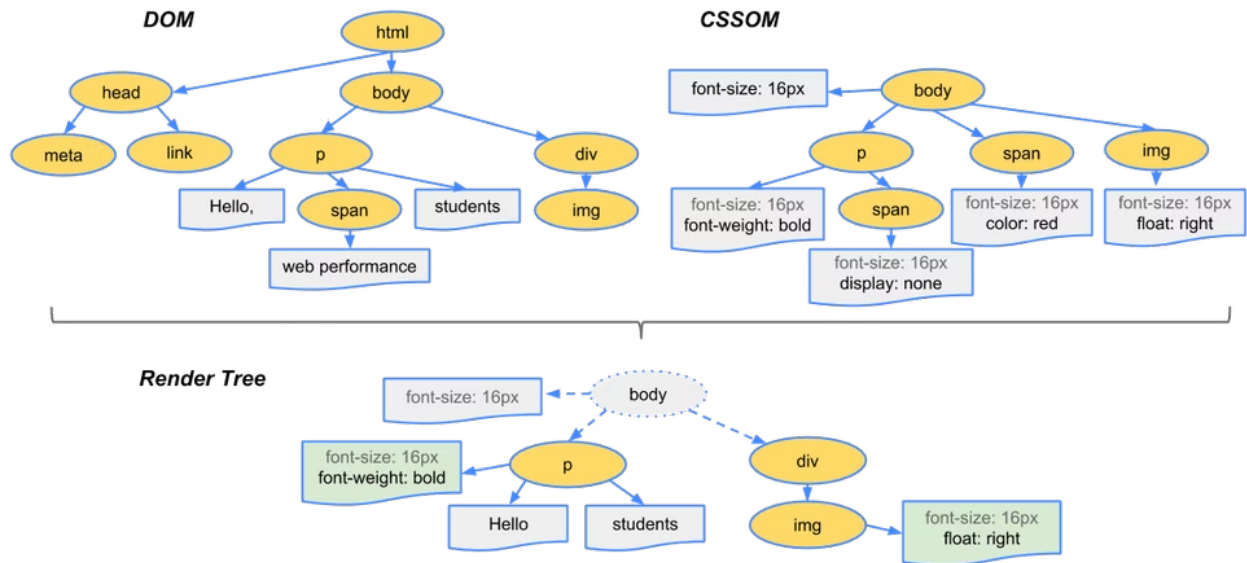 DOM
html
head
body
meta
link
p
div
Hello,
span
students
img
web performance
CSSOM
font-size: 16px
body
p
span
img
font-size: 16px
font-weight: bold
span
font-size: 16px
color: red
font-size: 16px
float: right
font-size: 16px
display: none
Render Tree
font-size: 16px
body
font-size: 16px
font-weight: bold
p
div
Hello
students
img
font-size: 16px
float: right